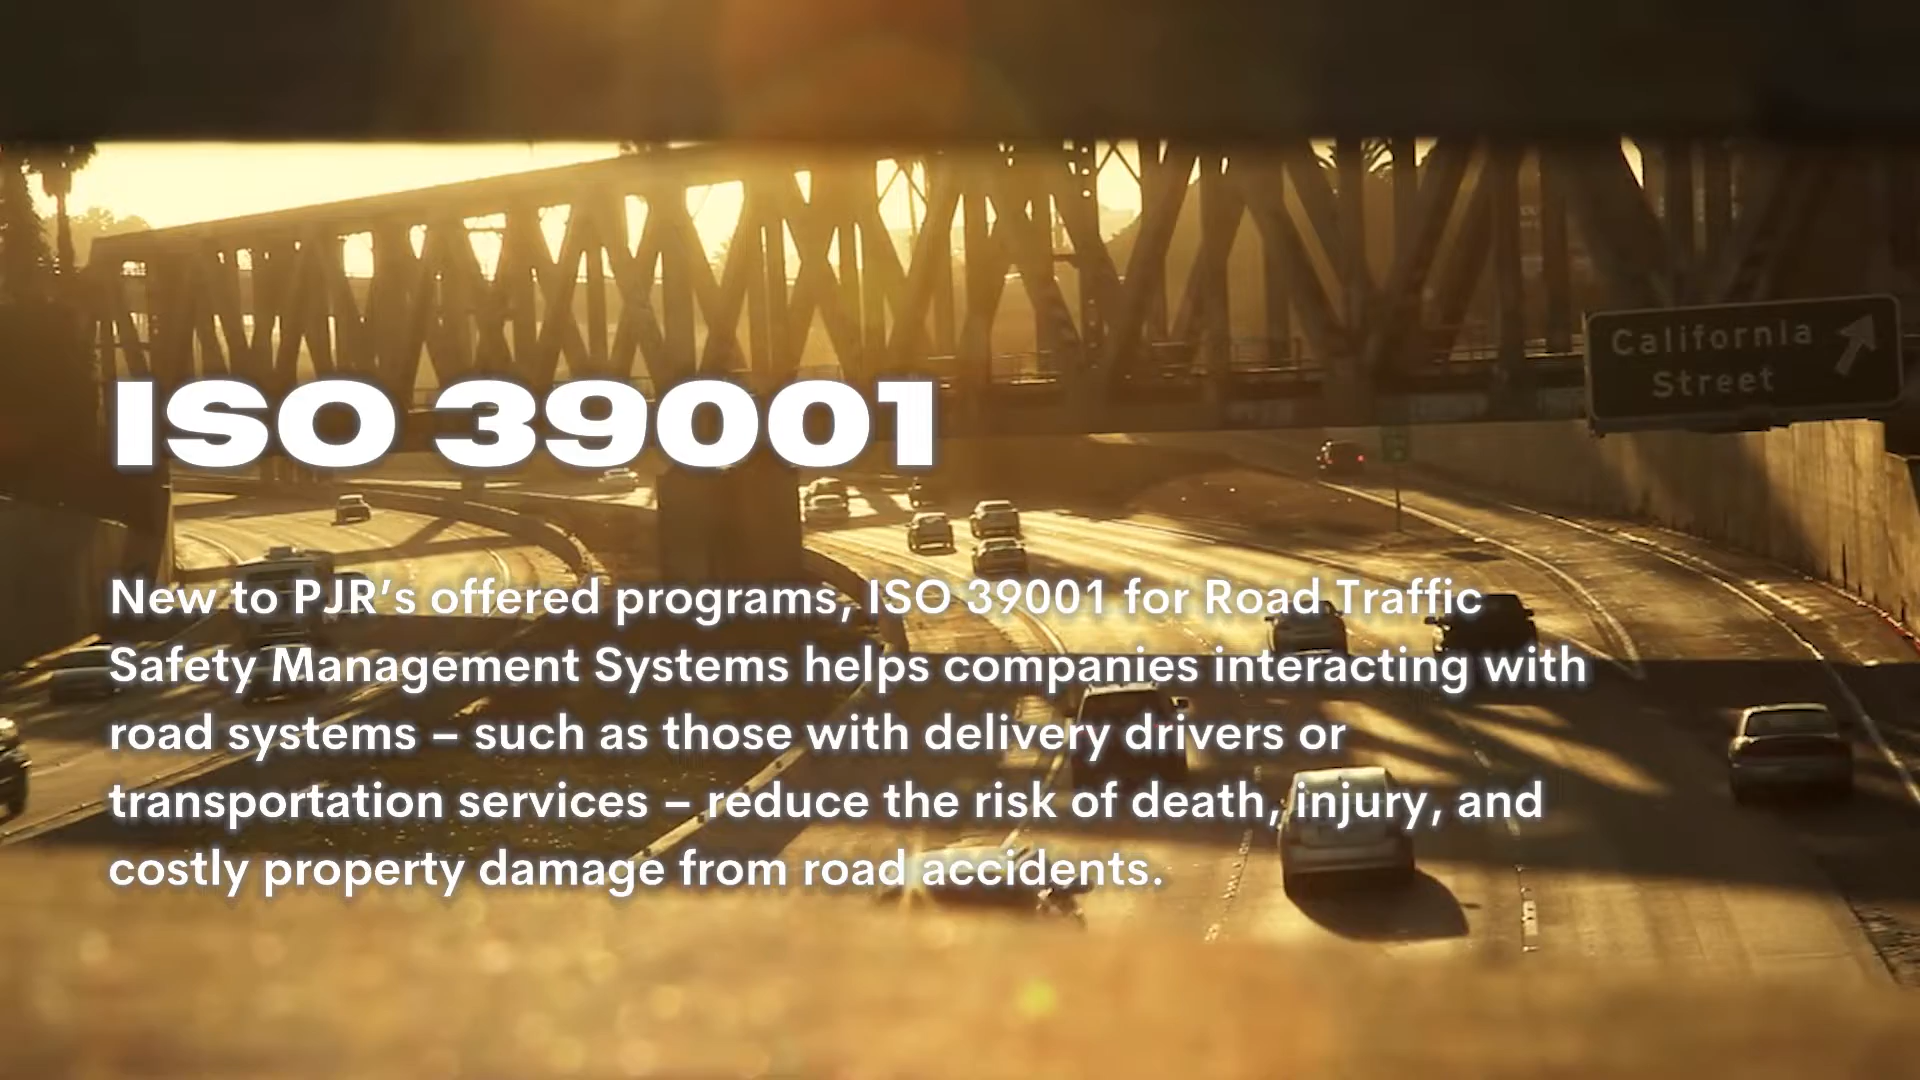 California
Street
ISO 39001
New to PJR’s offered programs, ISO 39001 for Road Traffic
Safety Management Systems helps companies interacting with
road systems – such as those with delivery drivers or
transportation services – reduce the risk of death, injury, and
costly property damage from road accidents.